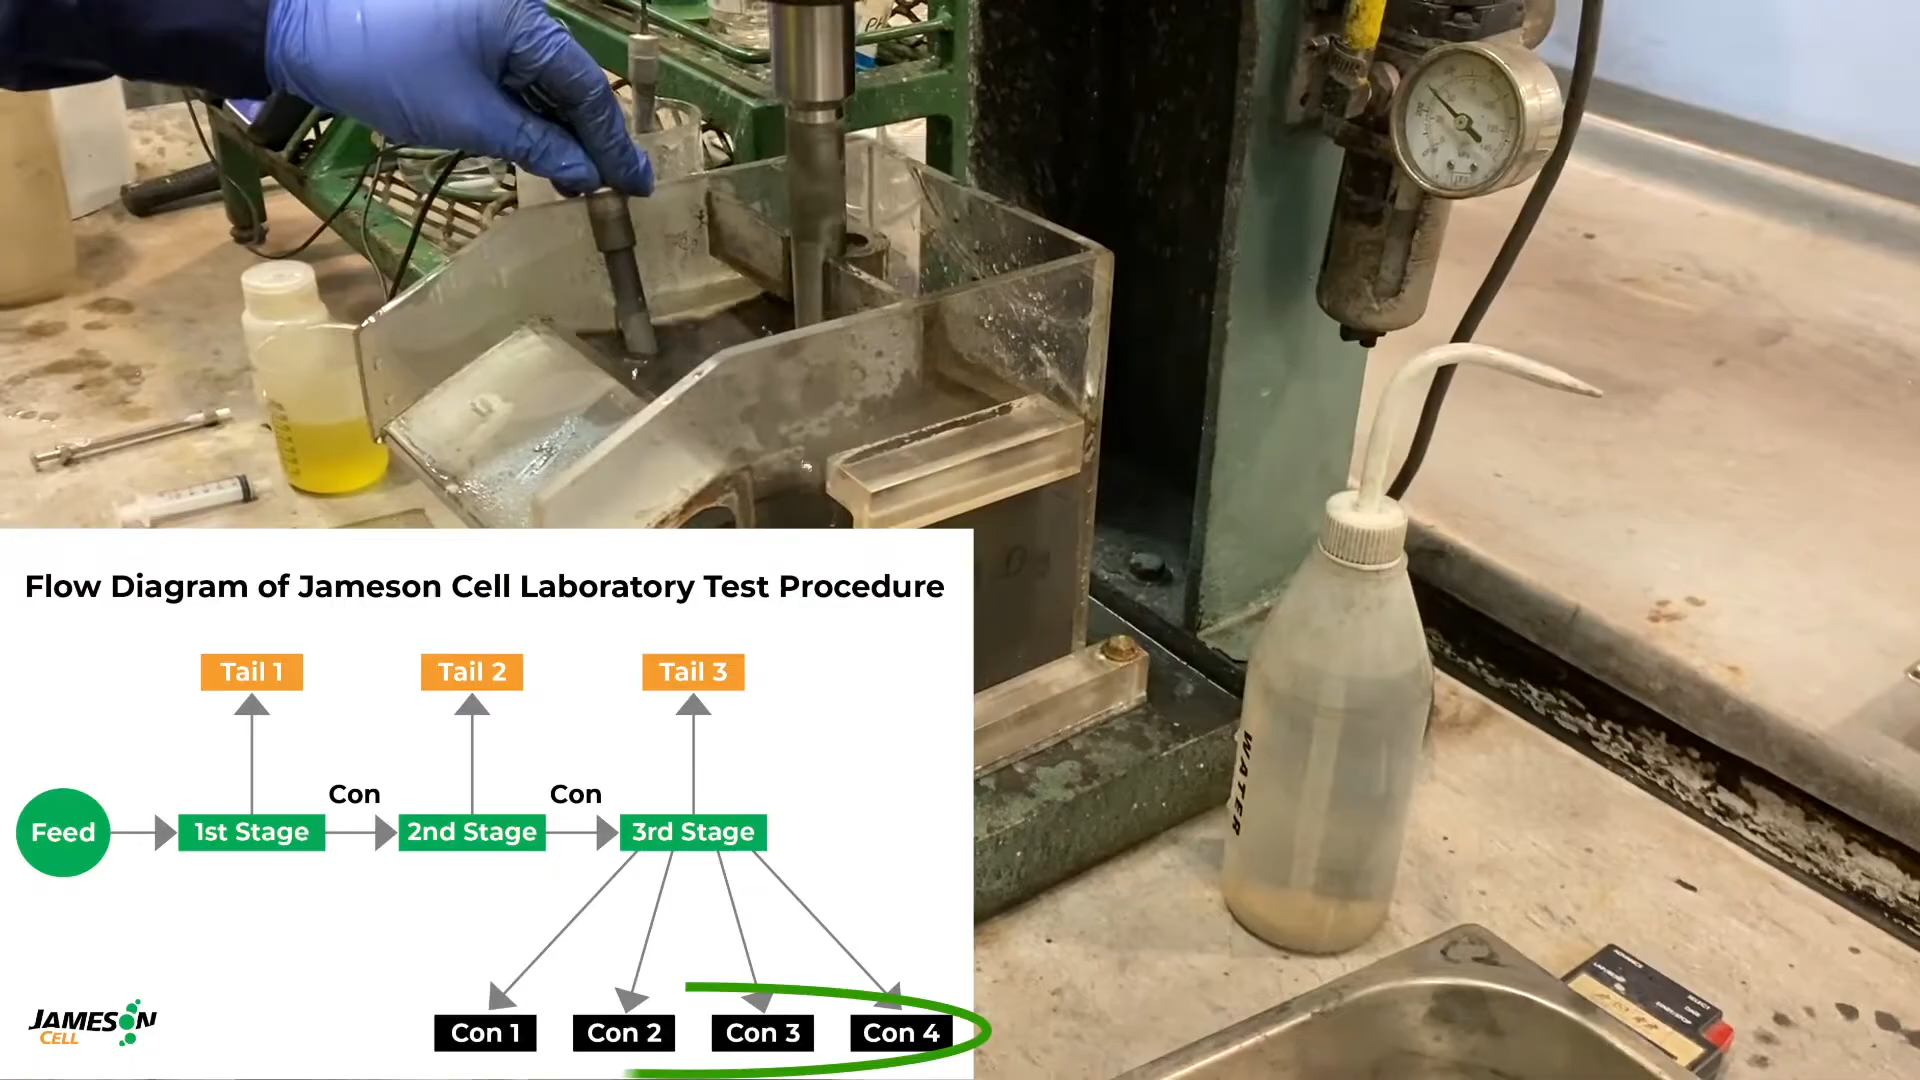 Flow Diagram of Jameson Cell Laboratory Test Procedure
Tail 1
Tail 2
Tail 3
Con
Con
Feed
1st Stage
2nd Stage
3rd Stage
Con 1
Con 2
Con 3
Con 4
JAMESON
CELL
WATER
SELECT